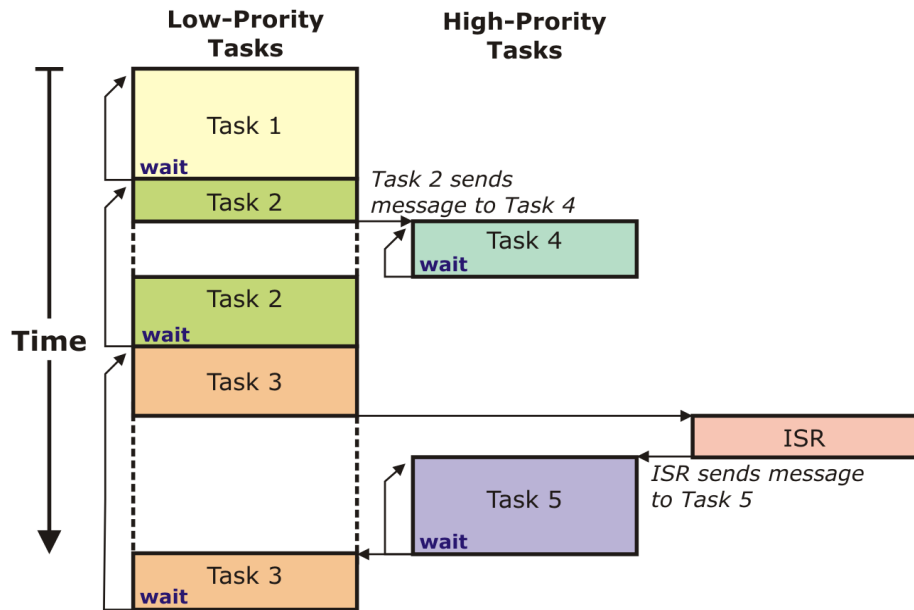 Low-Prority
Tasks
High-Prority
Tasks
Task 1
wait
Task 2
Task 2 sends
message to Task 4
Task 4
wait
Task 2
wait
Time
Task 3
ISR
ISR sends message
to Task 5
Task 5
wait
Task 3
wait